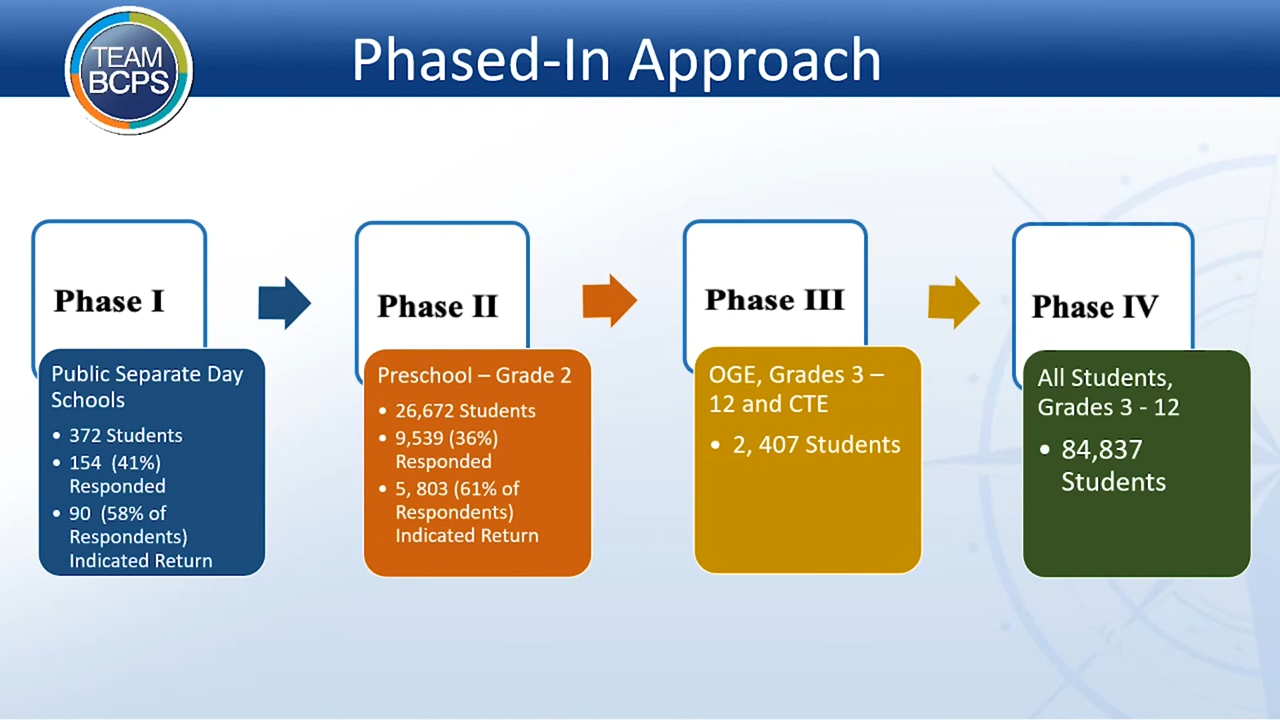 TEAM
BCPS
Phased-In Approach
Phase I
Public Separate Day
Schools
• 372 Students
• 154 (41%)
Responded
• 90 (58% of
Respondents)
Indicated Return
Phase II
Preschool – Grade 2
• 26,672 Students
• 9,539 (36%)
Responded
• 5, 803 (61% of
Respondents)
Indicated Return
Phase III
OGE, Grades 3 –
12 and CTE
• 2, 407 Students
Phase IV
All Students,
Grades 3 - 12
• 84,837
Students